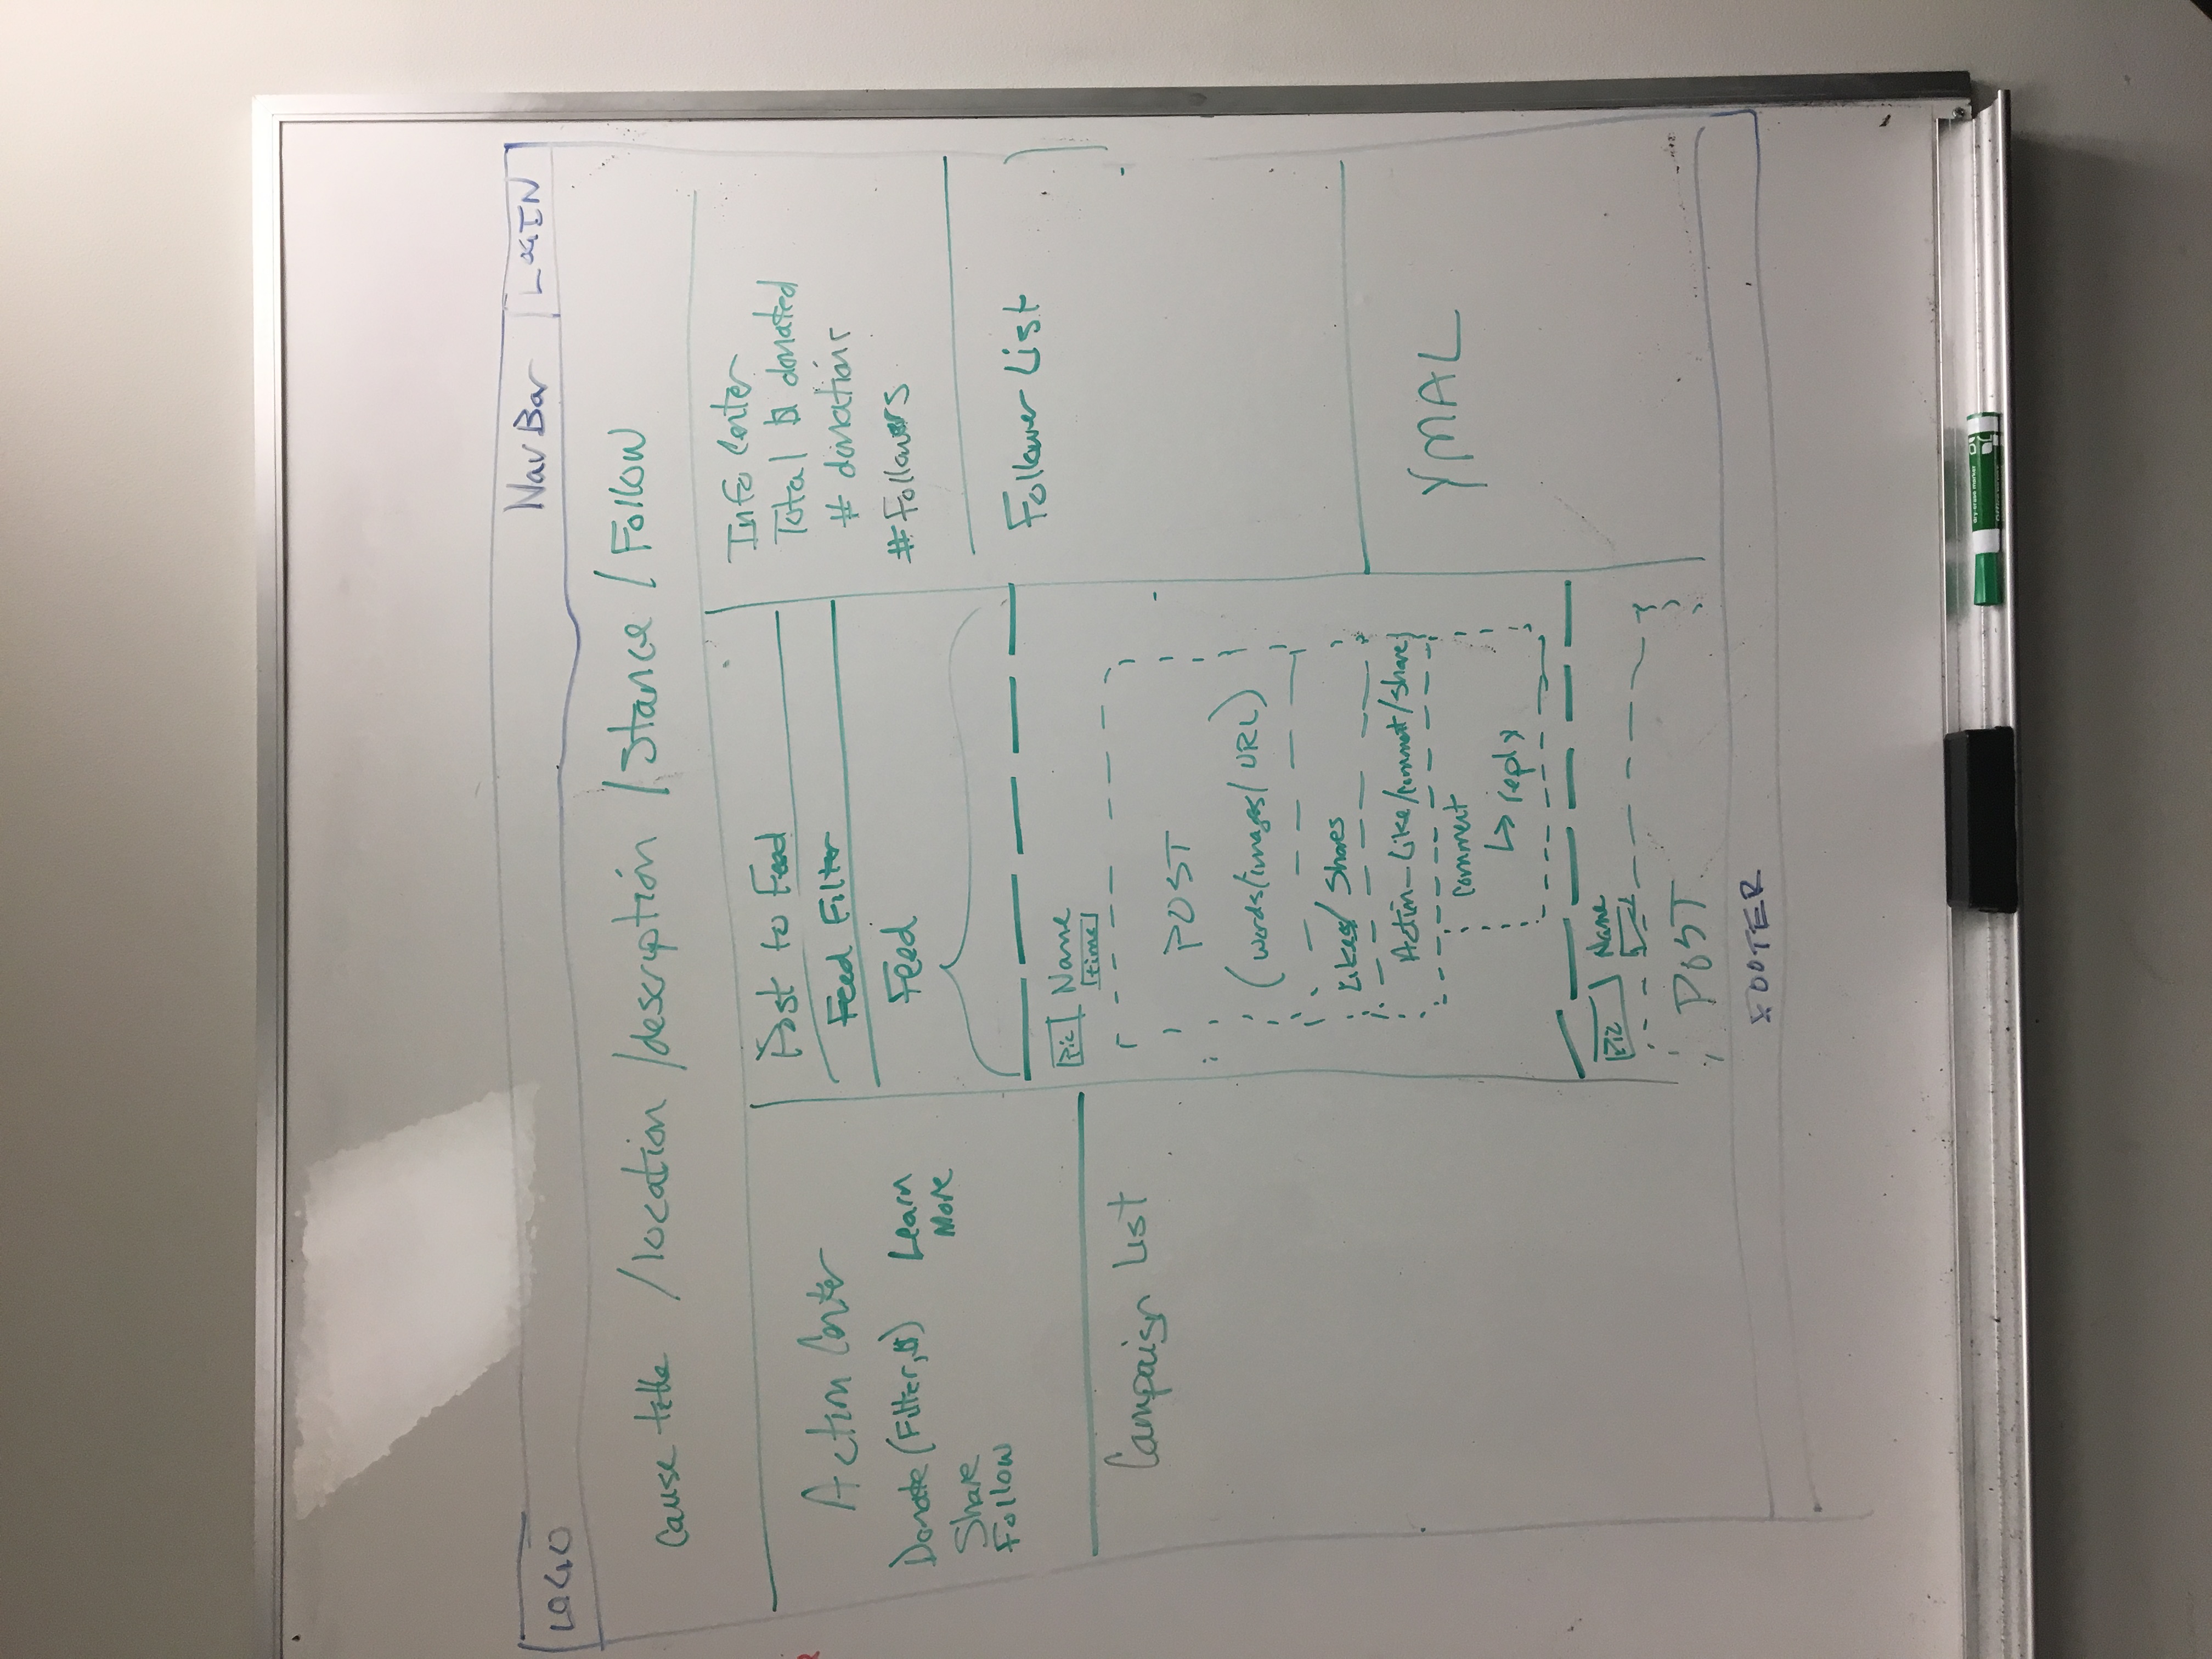 LOGO
Nav Bar
LOGIN
cause title / location / description / Stance / Follow
Action Center
Donate (Filter, $)
Learn
More
Share
Follow
Campaign List
Post to Feed
Feed Filter
Feed
Pic
Name
time
POST
(words/images/ URL)
Likes/ Shares
Action - Like/comment/share
comment
↳ reply
Pic
Name
POST
Info Center
Total $ donated
# donations
# Followers
Follower List
YMAL
FOOTER
dry-erase marker